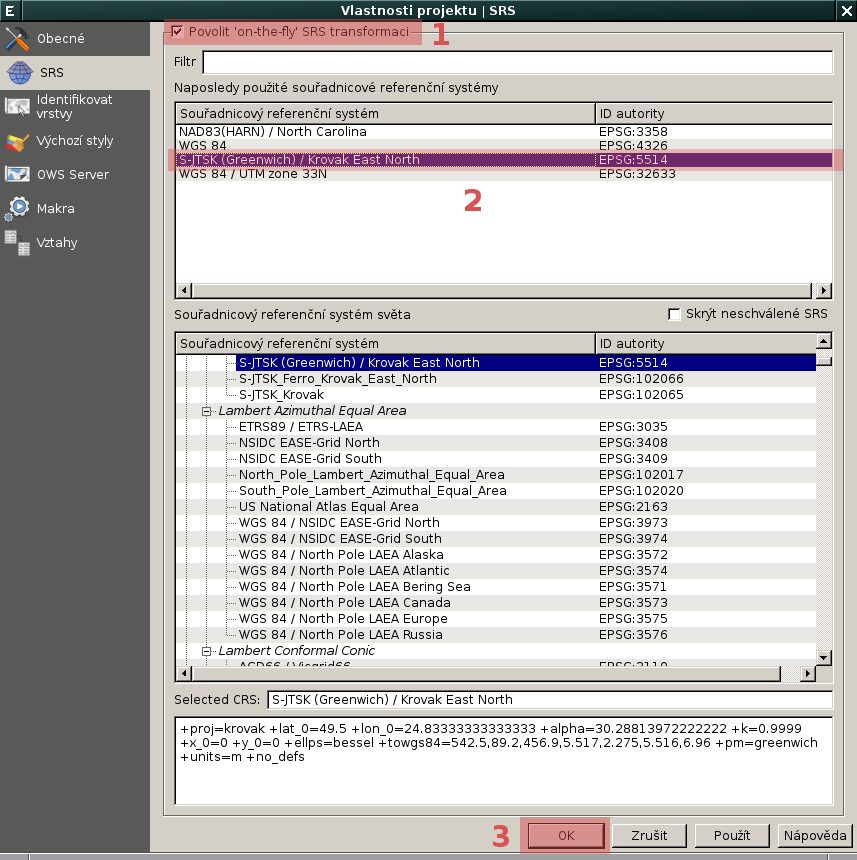 Vlastnosti projektu | SRS
Obecné
SRS
Identifikovat
vrstvy
Výchozí styly
OWS Server
Makra
Vztahy
Povolit 'on-the-fly' SRS transformaci 1
Filtr
Naposledy použité souřadnicové referenční systémy
Souřadnicový referenční systém ID autority
NAD83(HARN) / North Carolina EPSG:3358
WGS 84 EPSG:4326
S-JTSK (Greenwich) / Krovak East North EPSG:5514
WGS 84 / UTM zone 33N EPSG:32633
2
Souřadnicový referenční systém světa Skrýt neschválené SRS
Souřadnicový referenční systém ID autority
S-JTSK (Greenwich) / Krovak East North EPSG:5514
S-JTSK_Ferro_Krovak_East_North EPSG:102066
S-JTSK_Krovak EPSG:102065
Lambert Azimuthal Equal Area
ETRS89 / ETRS-LAEA EPSG:3035
NSIDC EASE-Grid North EPSG:3408
NSIDC EASE-Grid South EPSG:3409
North_Pole_Lambert_Azimuthal_Equal_Area EPSG:102017
South_Pole_Lambert_Azimuthal_Equal_Area EPSG:102020
US National Atlas Equal Area EPSG:2163
WGS 84 / NSIDC EASE-Grid North EPSG:3973
WGS 84 / NSIDC EASE-Grid South EPSG:3974
WGS 84 / North Pole LAEA Alaska EPSG:3572
WGS 84 / North Pole LAEA Atlantic EPSG:3574
WGS 84 / North Pole LAEA Bering Sea EPSG:3571
WGS 84 / North Pole LAEA Canada EPSG:3573
WGS 84 / North Pole LAEA Europe EPSG:3575
WGS 84 / North Pole LAEA Russia EPSG:3576
Lambert Conformal Conic
AGD66 / Vicgrid66 EPSG:3110
Selected CRS: S-JTSK (Greenwich) / Krovak East North
+proj=krovak +lat_0=49.5 +lon_0=24.83333333333333 +alpha=30.28813972222222 +k=0.9999
+x_0=0 +y_0=0 +ellps=bessel +towgs84=542.5,89.2,456.9,5.517,2.275,5.516,6.96 +pm=greenwich
+units=m +no_defs
3 OK Zrušit Použít Nápověda